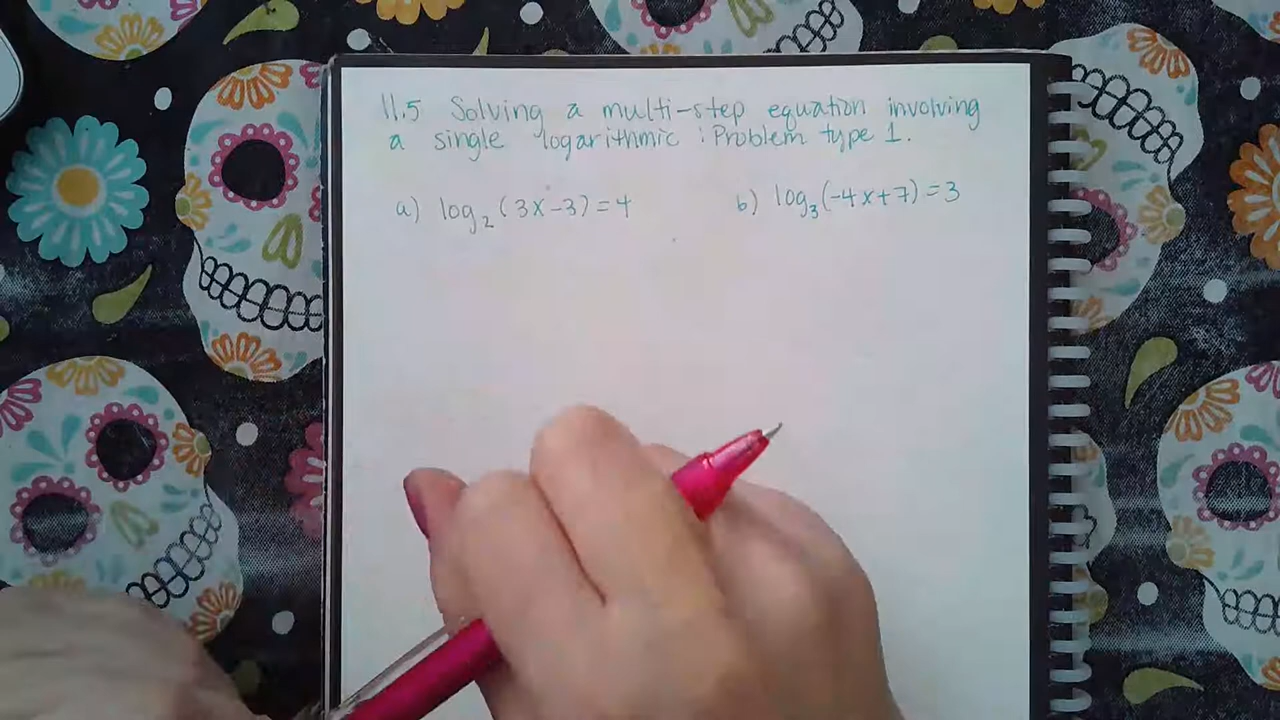 11.5 Solving a multi-step equation involving
a single logarithmic : Problem type 1.
a) log₂(3x-3)=4
b) log₃(-4x+7)=3